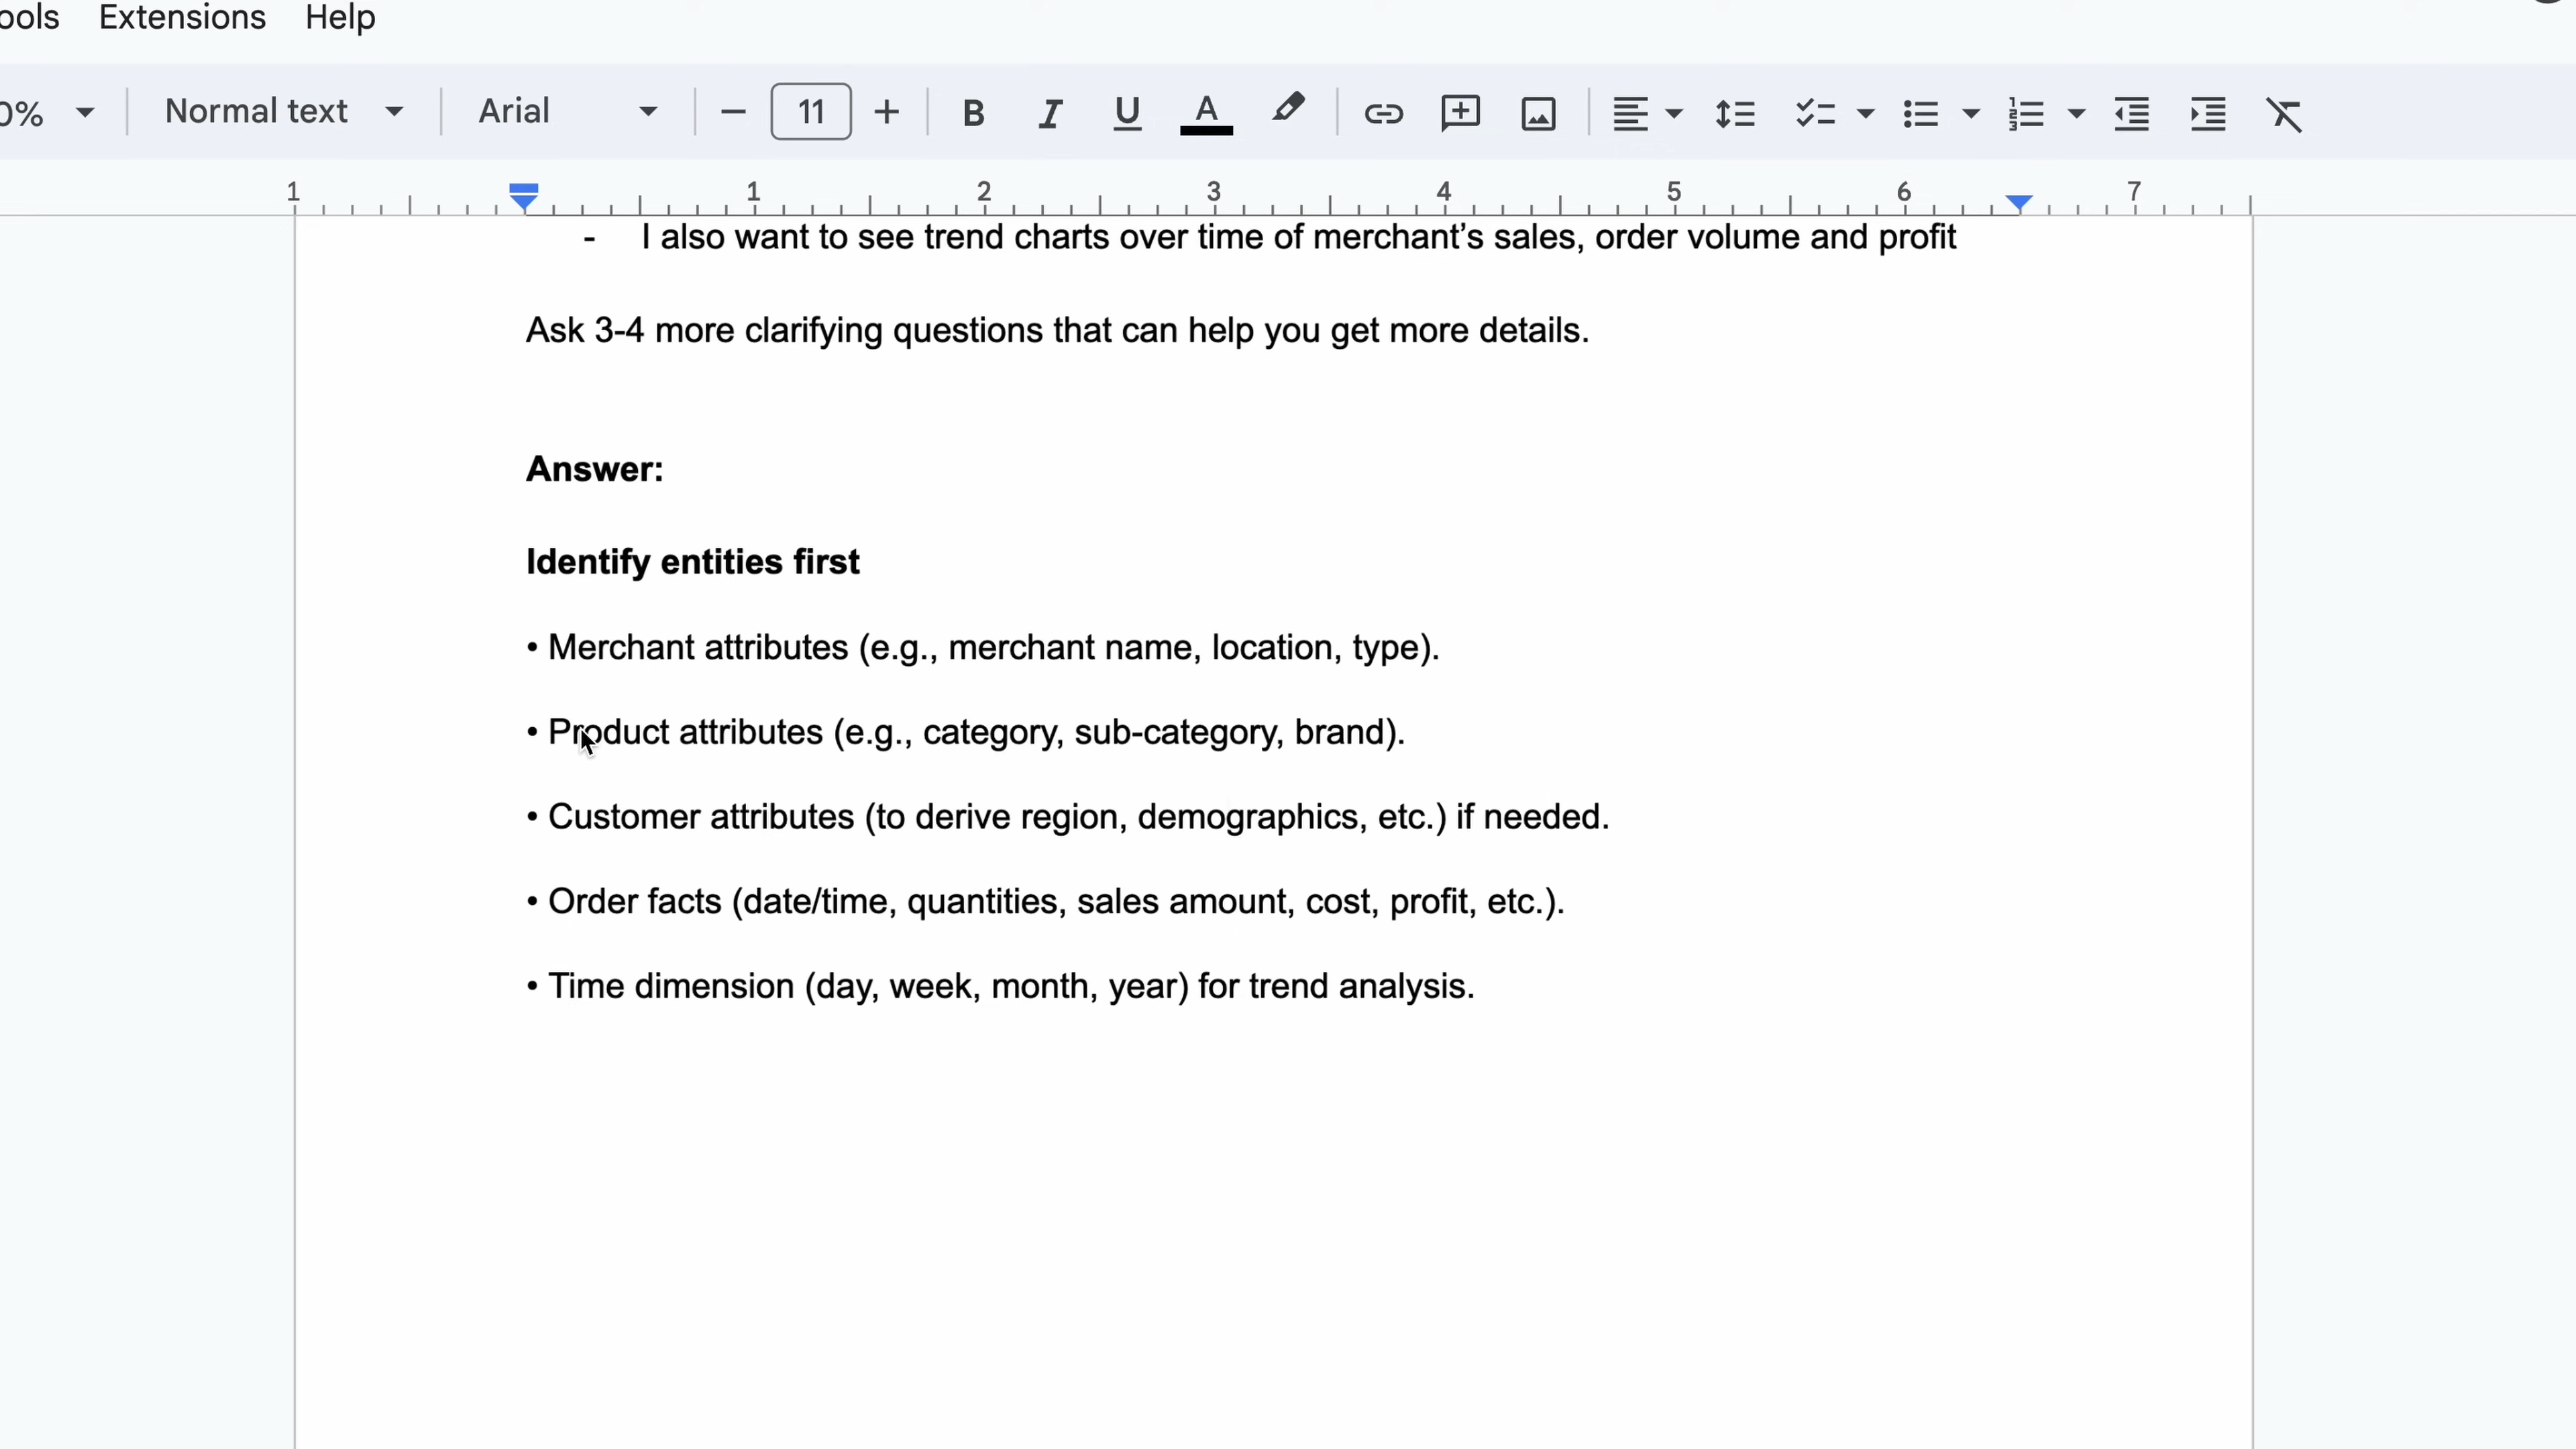 ools Extensions Help
0% Normal text Arial 11 B I U A
1 1 2 3 4 5 6 7
- I also want to see trend charts over time of merchant’s sales, order volume and profit
Ask 3-4 more clarifying questions that can help you get more details.
Answer:
Identify entities first
• Merchant attributes (e.g., merchant name, location, type).
• Product attributes (e.g., category, sub-category, brand).
• Customer attributes (to derive region, demographics, etc.) if needed.
• Order facts (date/time, quantities, sales amount, cost, profit, etc.).
• Time dimension (day, week, month, year) for trend analysis.